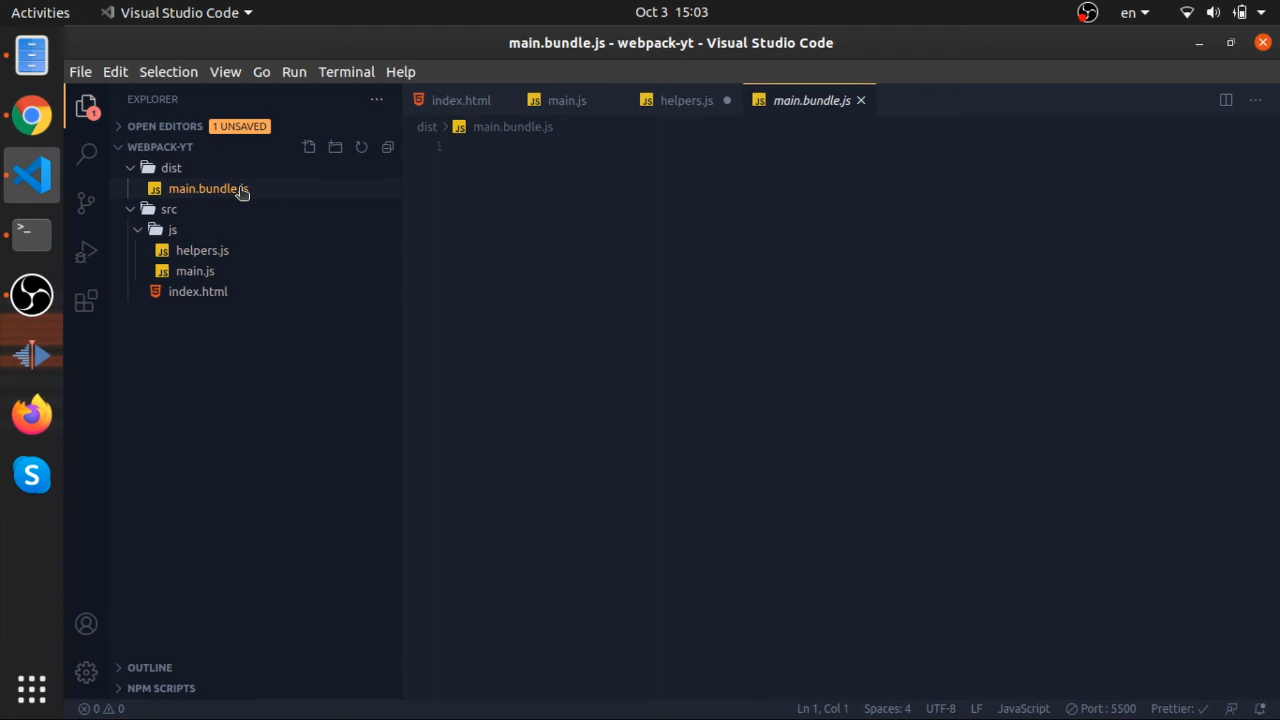 Activities Visual Studio Code Oct 3 15:03 en
main.bundle.js - webpack-yt - Visual Studio Code
File Edit Selection View Go Run Terminal Help
EXPLORER index.html main.js helpers.js main.bundle.js
1
OPEN EDITORS 1 UNSAVED dist main.bundle.js
WEBPACK-YT 1
dist
main.bundle.js
src
js
helpers.js
main.js
index.html
S
OUTLINE
NPM SCRIPTS
0 0 Ln 1, Col 1 Spaces: 4 UTF-8 LF JavaScript Port : 5500 Prettier: